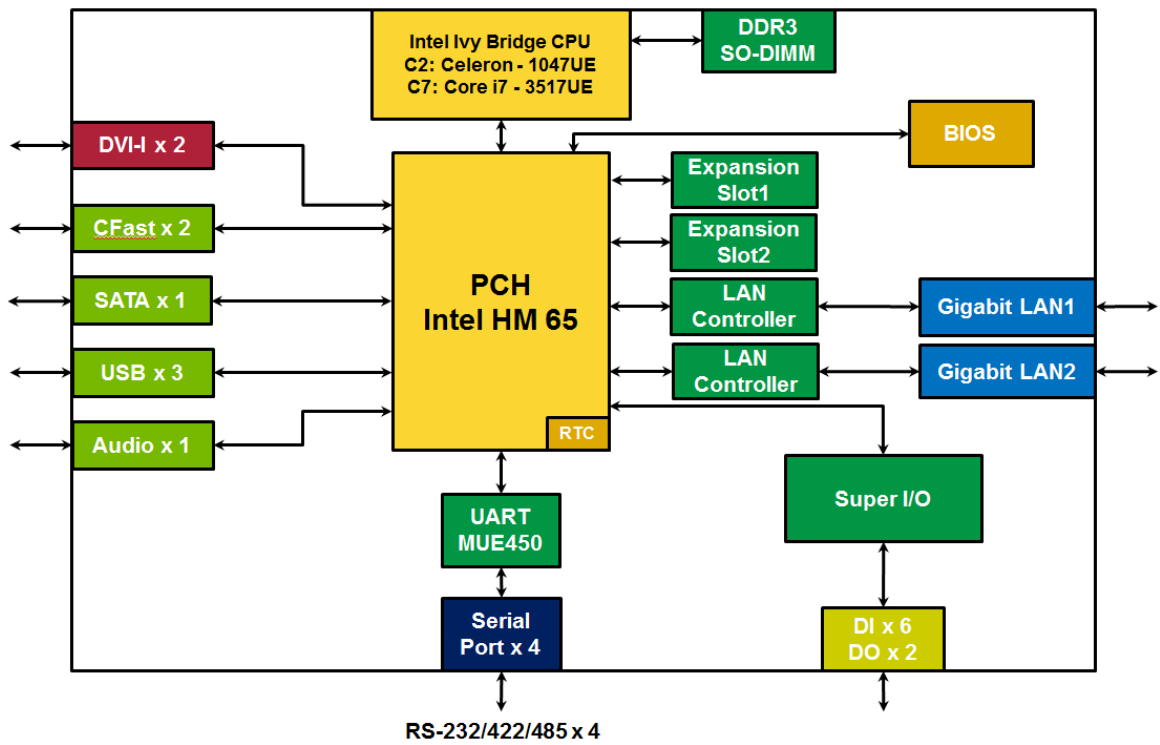 Intel Ivy Bridge CPU
C2: Celeron - 1047UE
C7: Core i7 - 3517UE
DDR3
SO-DIMM
DVI-I x 2
BIOS
CFast x 2
Expansion
Slot1
Expansion
Slot2
SATA x 1
PCH
Intel HM 65
LAN
Controller
Gigabit LAN1
USB x 3
LAN
Controller
Gigabit LAN2
Audio x 1
RTC
UART
MUE450
Super I/O
Serial
Port x 4
DI x 6
DO x 2
RS-232/422/485 x 4